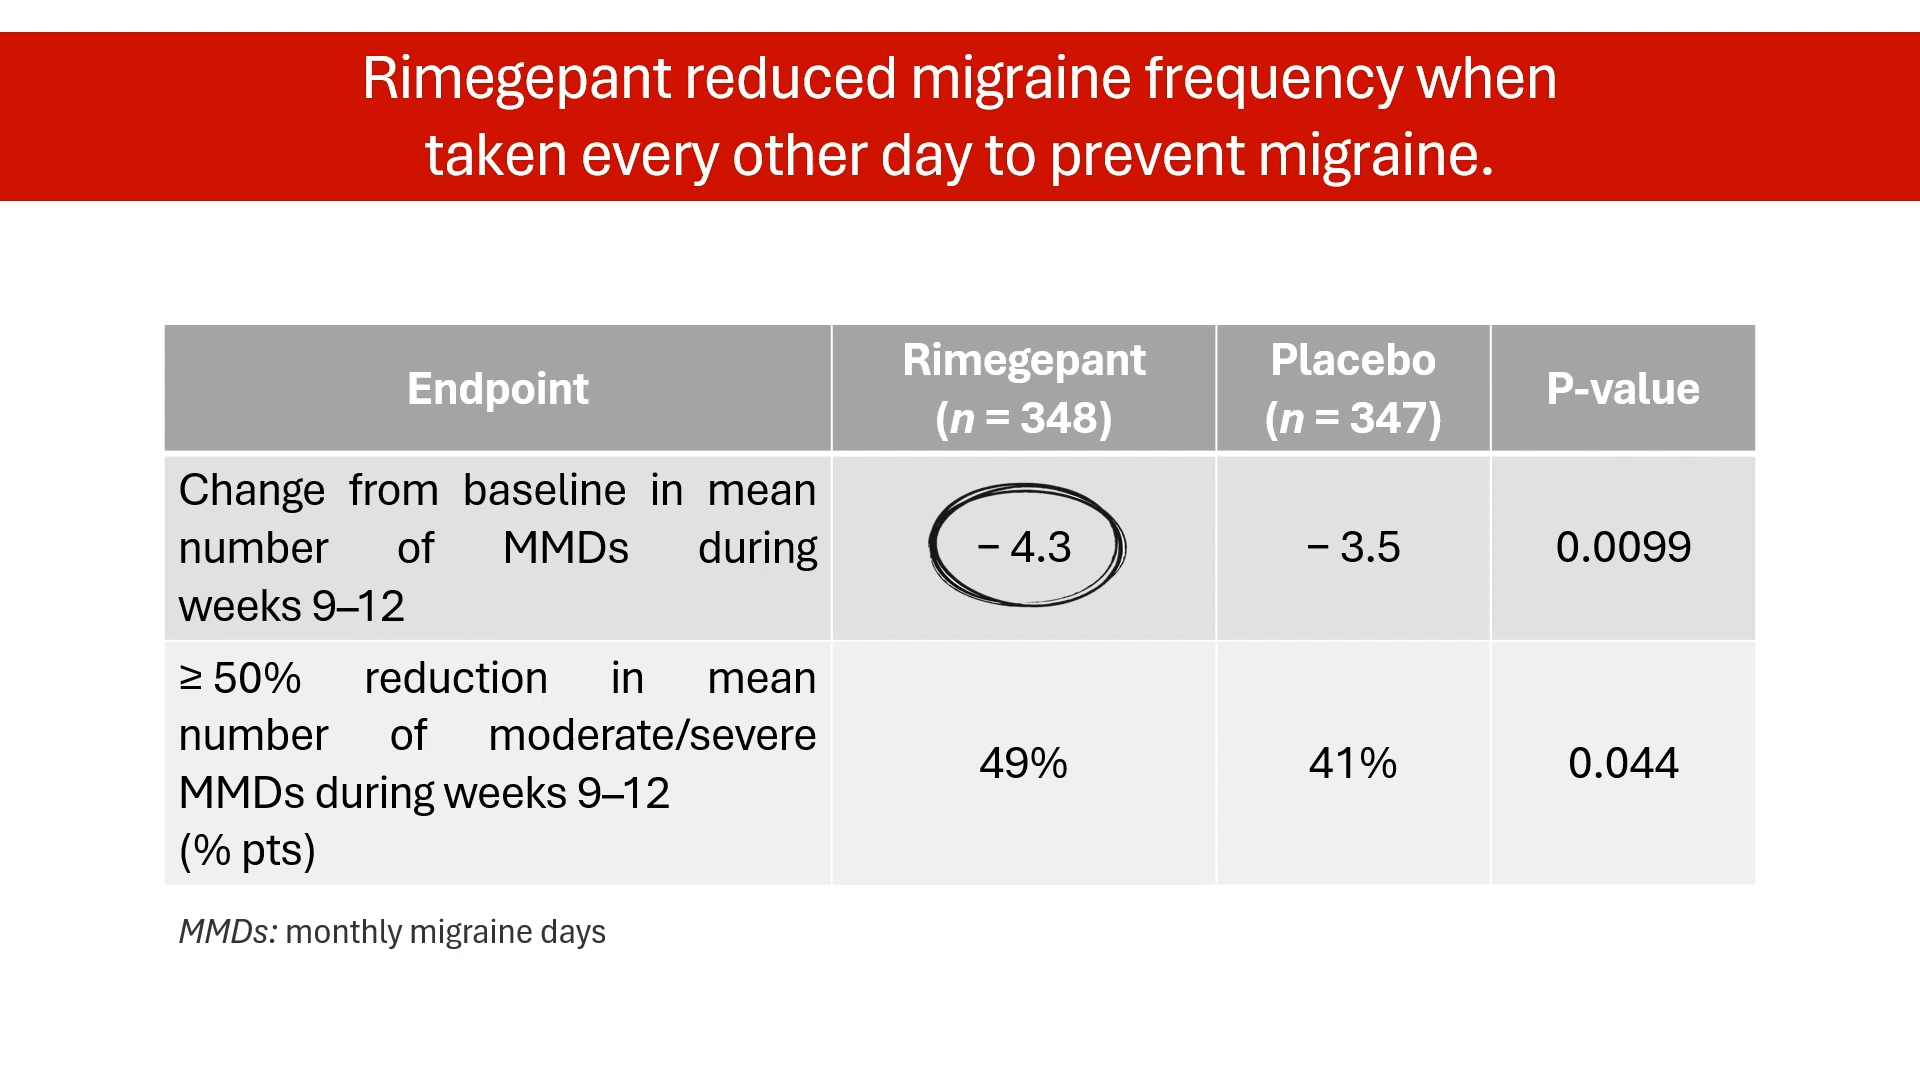 Rimegepant reduced migraine frequency when
taken every other day to prevent migraine.
Endpoint
Rimegepant
(n = 348)
Placebo
(n = 347)
P-value
Change from baseline in mean
number of MMDs during
weeks 9–12
− 4.3
− 3.5
0.0099
≥ 50% reduction in mean
number of moderate/severe
MMDs during weeks 9–12
(% pts)
49%
41%
0.044
MMDs: monthly migraine days